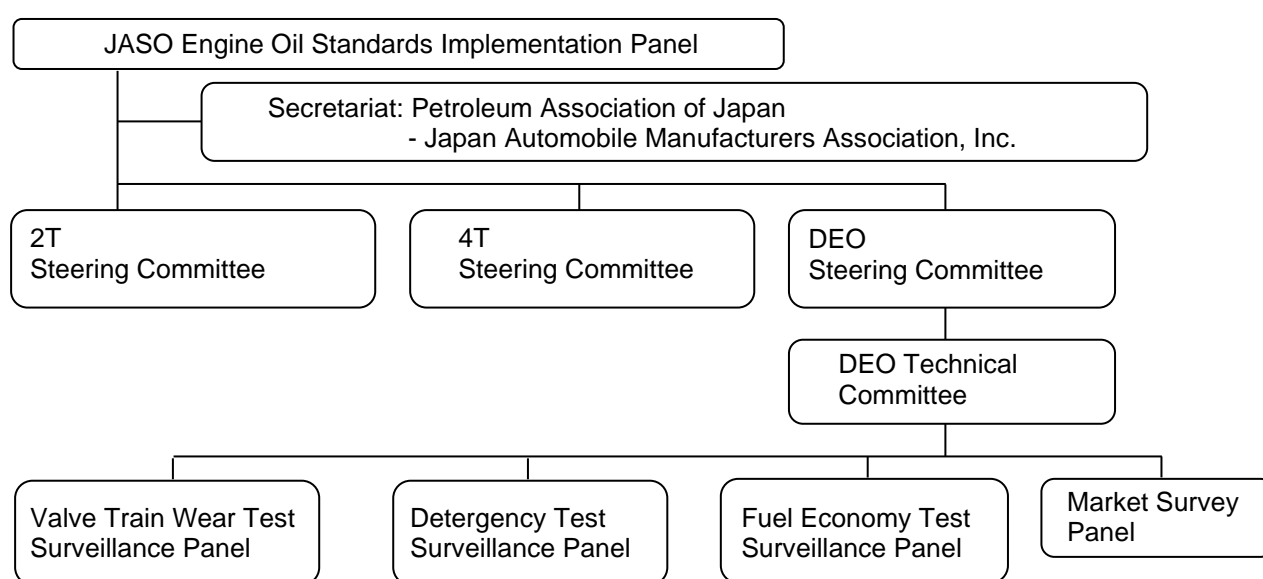 JASO Engine Oil Standards Implementation Panel
Secretariat: Petroleum Association of Japan
- Japan Automobile Manufacturers Association, Inc.
2T
Steering Committee
4T
Steering Committee
DEO
Steering Committee
DEO Technical
Committee
Valve Train Wear Test
Surveillance Panel
Detergency Test
Surveillance Panel
Fuel Economy Test
Surveillance Panel
Market Survey
Panel